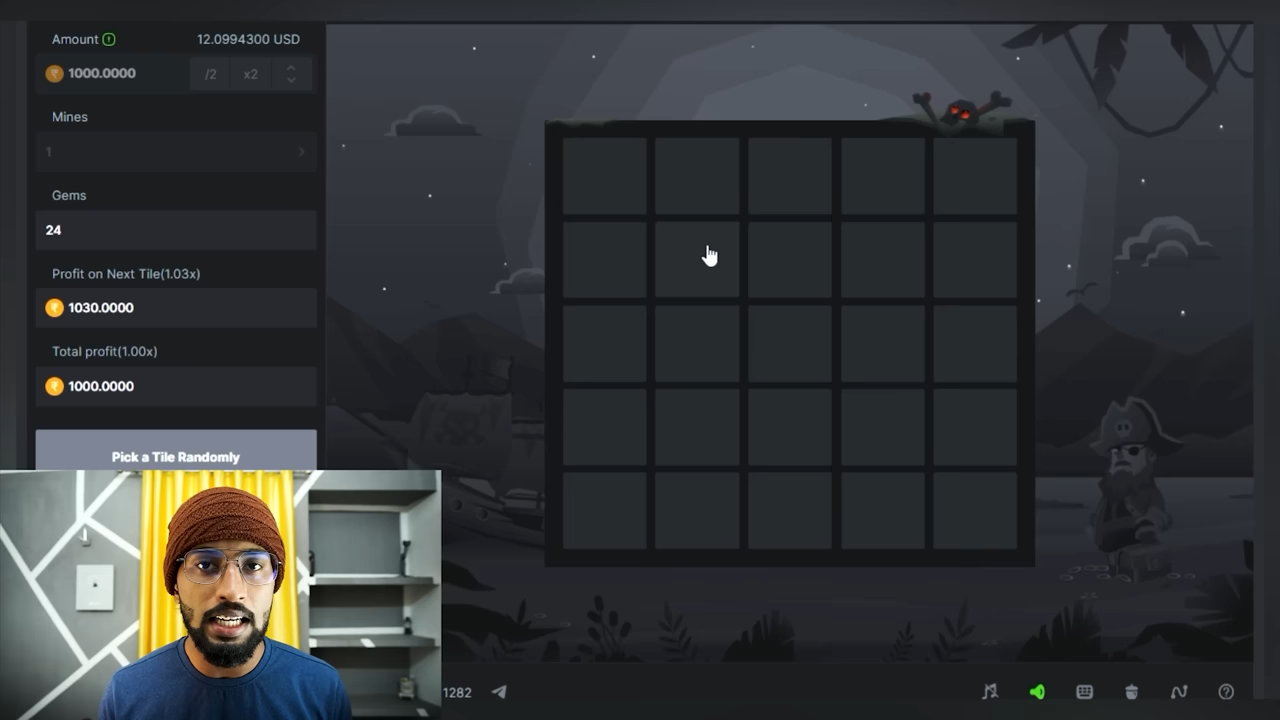 Amount 12.0994300 USD
1000.0000 /2 x2
Mines
1
Gems
24
Profit on Next Tile(1.03x)
1030.0000
Total profit(1.00x)
1000.0000
Pick a Tile Randomly
1282